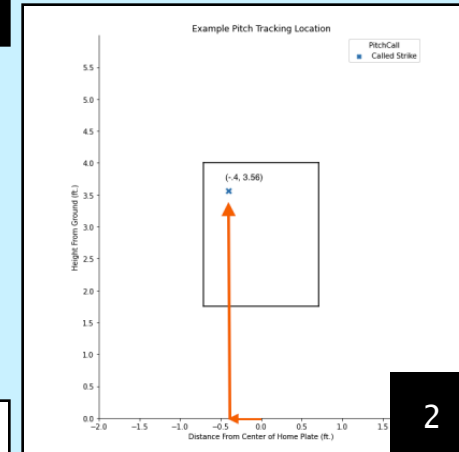 Example Pitch Tracking Location
PitchCall
Called Strike
(-.4, 3.56)
Height From Ground (ft.)
5.5
5.0
4.5
4.0
3.5
3.0
2.5
2.0
1.5
1.0
0.5
0.0
-2.0 -1.5 -1.0 -0.5 0.0 0.5 1.0 1.5
Distance From Center of Home Plate (ft.)
2